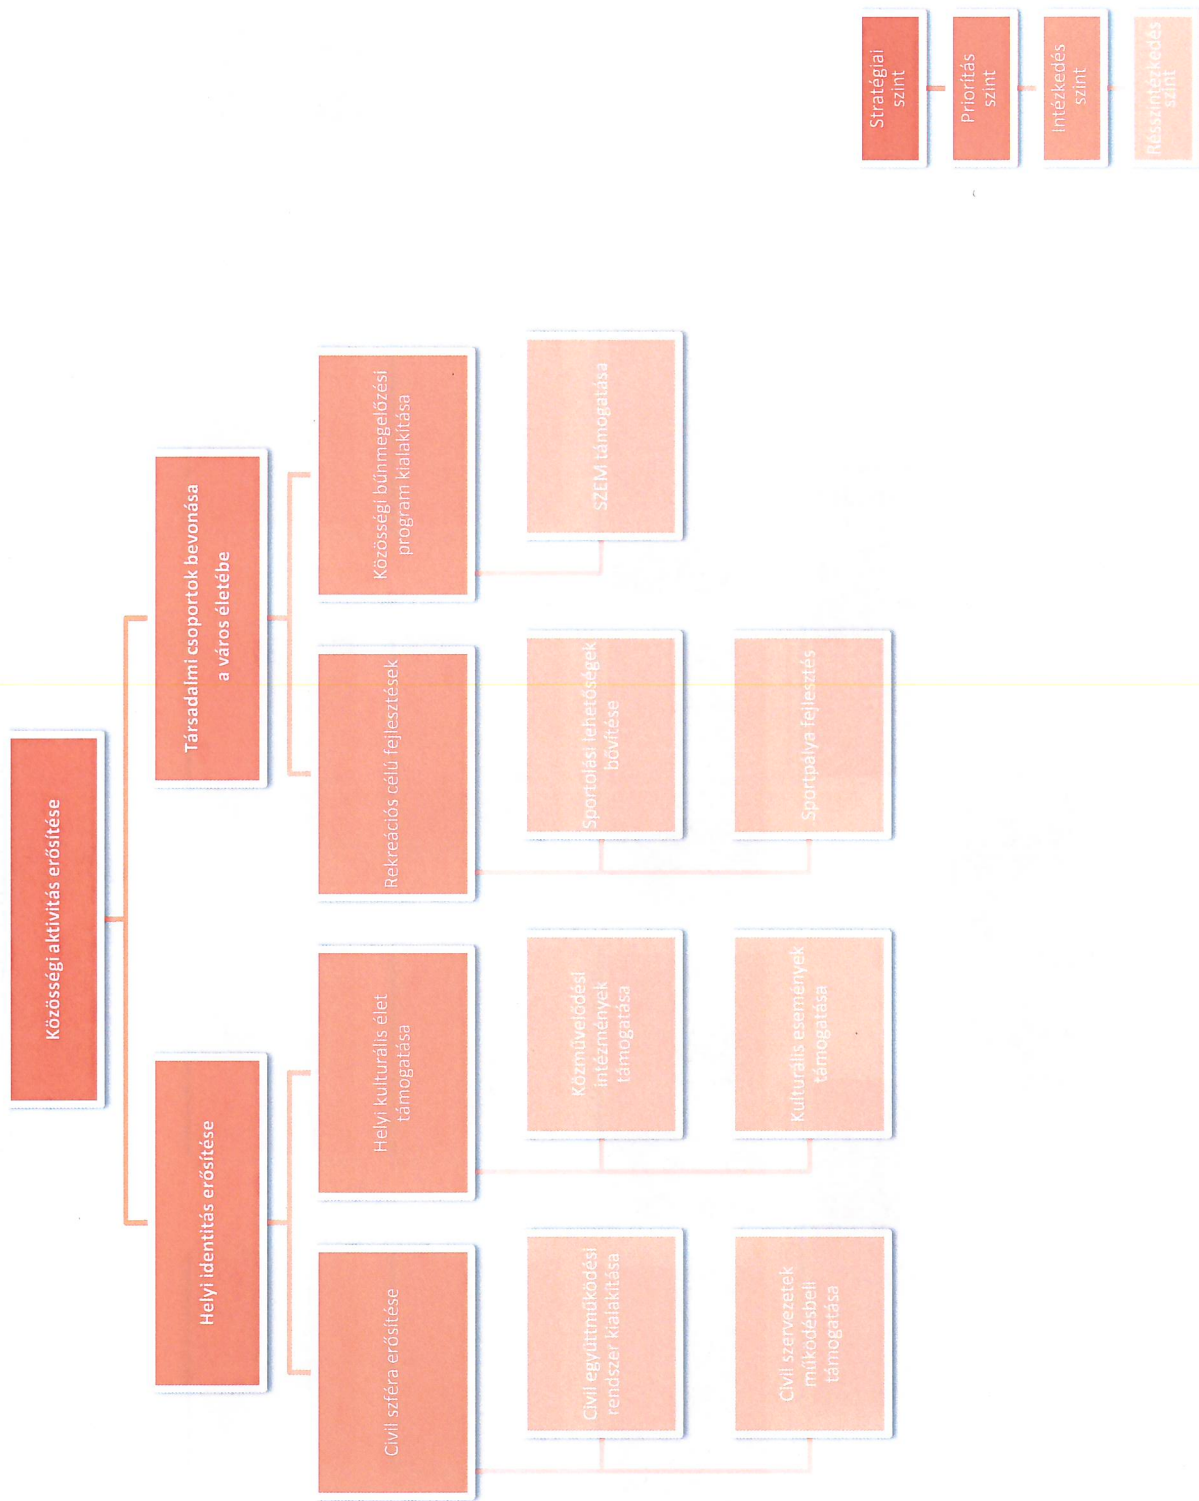 Közösségi aktivitás erősítése
Helyi identitás erősítése
Társadalmi csoportok bevonása
a város életébe
Civil szféra erősítése
Helyi kulturális élet
támogatása
Rekreációs célú fejlesztések
Közösségi bűnmegelőzési
program kialakítása
Civil együttműködési
rendszer kialakítása
Közművelődési
intézmények
támogatása
Sportolási lehetőségek
bővítése
SZEM támogatása
Civil szervezetek
működésbeli
támogatása
Kulturális események
támogatása
Sportpálya fejlesztés
Stratégiai
szint
Prioritás
szint
Intézkedés
szint
Résszintézkedés
szint